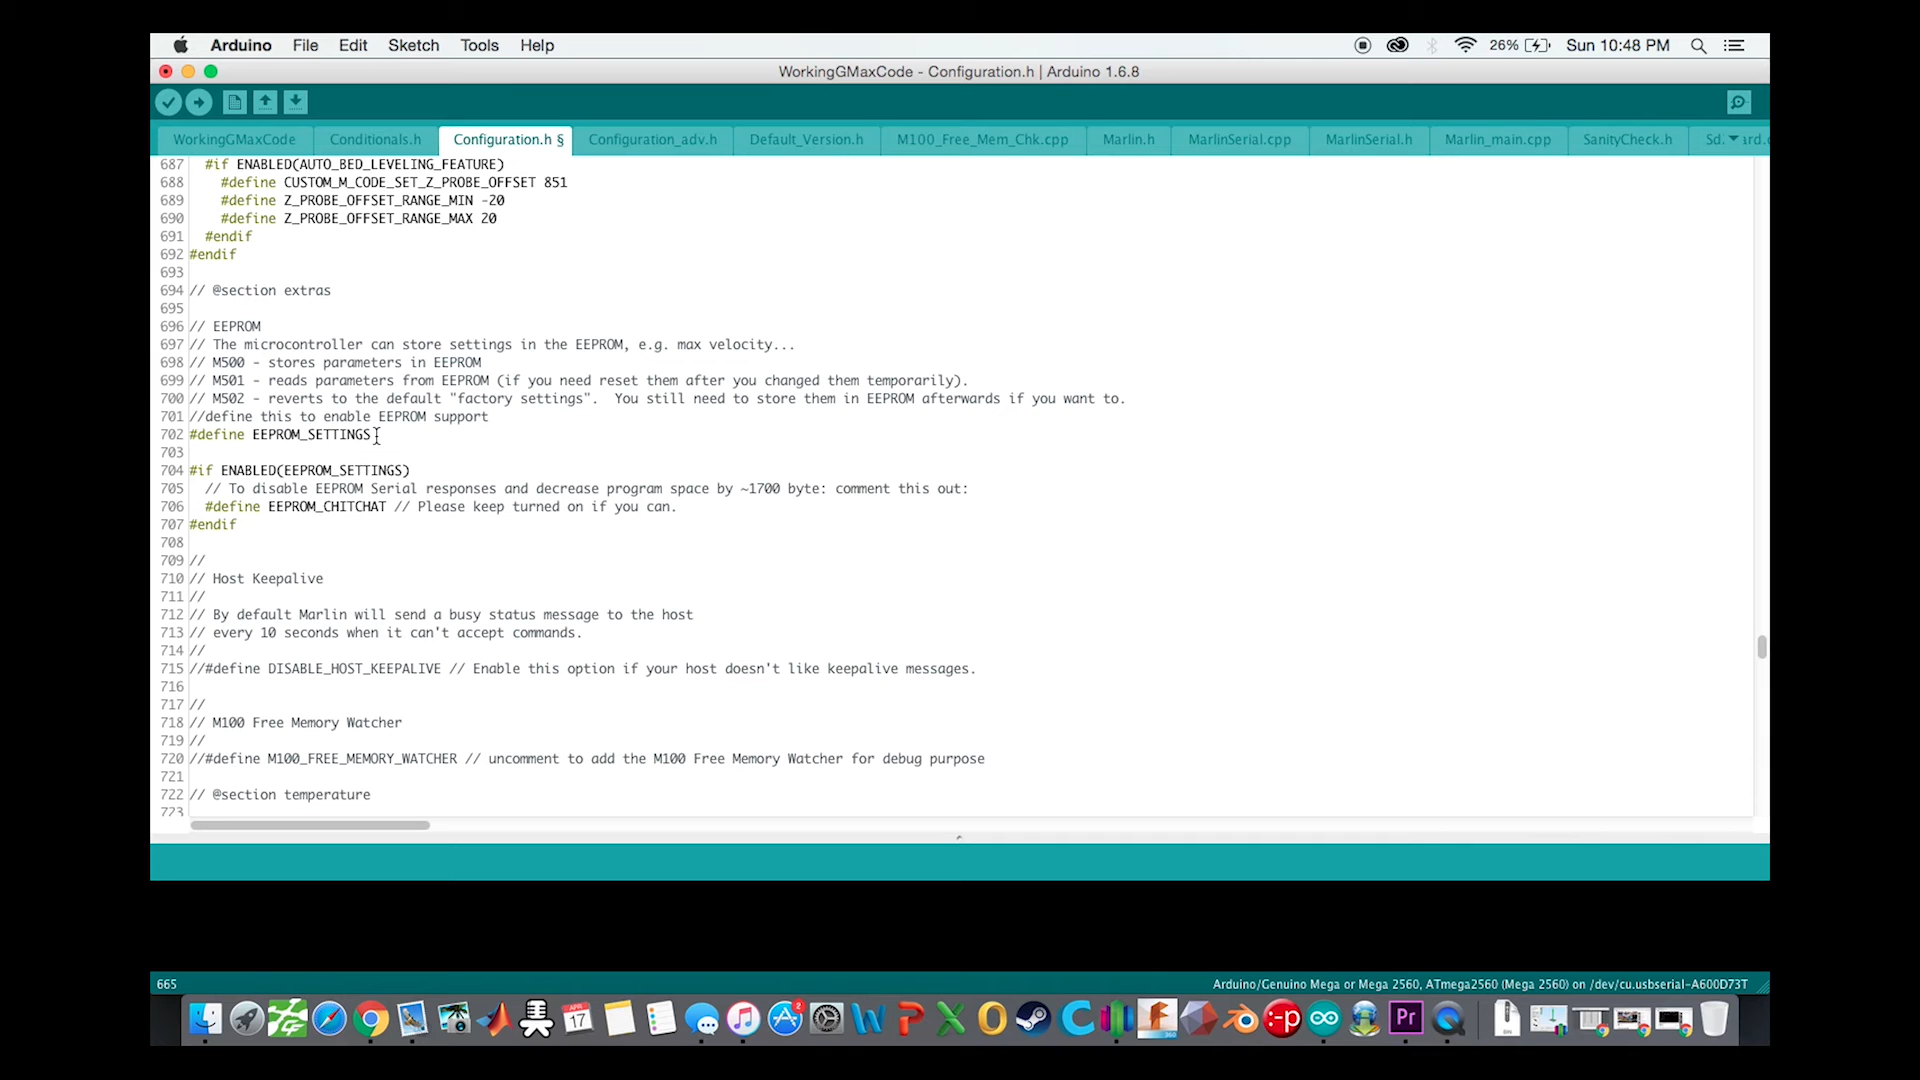 Arduino File Edit Sketch Tools Help 26% Sun 10:48 PM
WorkingGMaxCode - Configuration.h | Arduino 1.6.8
WorkingGMaxCode Conditionals.h Configuration.h § Configuration_adv.h Default_Version.h M100_Free_Mem_Chk.cpp Marlin.h MarlinSerial.cpp MarlinSerial.h Marlin_main.cpp SanityCheck.h
687 #if ENABLED(AUTO_BED_LEVELING_FEATURE)
688 #define CUSTOM_M_CODE_SET_Z_PROBE_OFFSET 851
689 #define Z_PROBE_OFFSET_RANGE_MIN -20
690 #define Z_PROBE_OFFSET_RANGE_MAX 20
691 #endif
692 #endif
693
694 // @section extras
695
696 // EEPROM
697 // The microcontroller can store settings in the EEPROM, e.g. max velocity...
698 // M500 - stores parameters in EEPROM
699 // M501 - reads parameters from EEPROM (if you need reset them after you changed them temporarily).
700 // M502 - reverts to the default "factory settings".  You still need to store them in EEPROM afterwards if you want to.
701 //define this to enable EEPROM support
702 #define EEPROM_SETTINGS
703
704 #if ENABLED(EEPROM_SETTINGS)
705 // To disable EEPROM Serial responses and decrease program space by ~1700 byte: comment this out:
706 #define EEPROM_CHITCHAT // Please keep turned on if you can.
707 #endif
708
709 //
710 // Host Keepalive
711 //
712 // By default Marlin will send a busy status message to the host
713 // every 10 seconds when it can't accept commands.
714 //
715 //#define DISABLE_HOST_KEEPALIVE // Enable this option if your host doesn't like keepalive messages.
716
717 //
718 // M100 Free Memory Watcher
719 //
720 //#define M100_FREE_MEMORY_WATCHER // uncomment to add the M100 Free Memory Watcher for debug purpose
721
722 // @section temperature
723
665 Arduino/Genuino Mega or Mega 2560, ATmega2560 (Mega 2560) on /dev/cu.usbserial-A600D73T